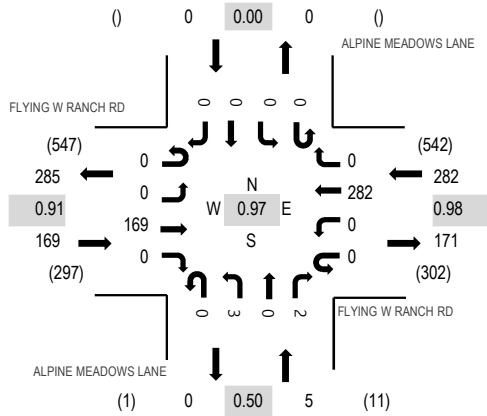 () 0 0.00 0 ()
ALPINE MEADOWS LANE
FLYING W RANCH RD
0 0 0 0
(547) 0 0 (542)
285 N 282
0 282
0.91 W 0.97 E 0.98
169 0
169 S 171
0 0
(297) (302)
0 3 0 2
FLYING W RANCH RD
ALPINE MEADOWS LANE
(1) 0 0.50 5 (11)